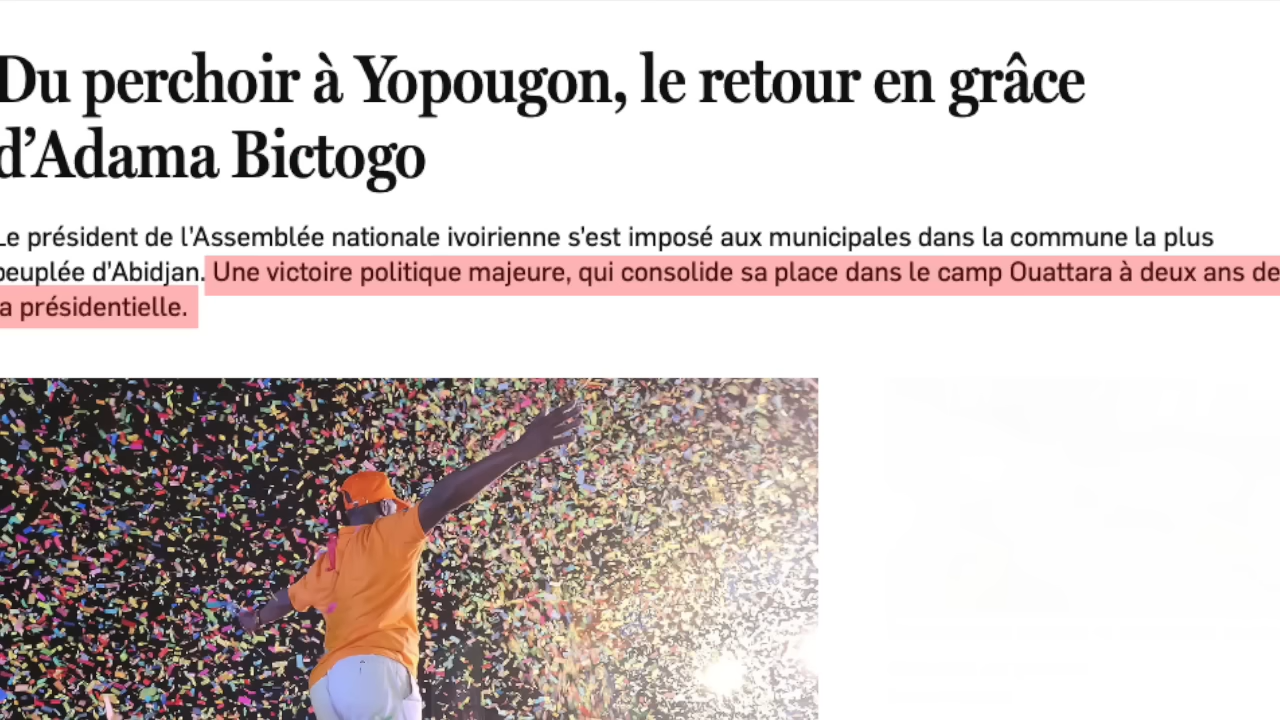 Du perchoir à Yopougon, le retour en grâce
d’Adama Bictogo
Le président de l’Assemblée nationale ivoirienne s’est imposé aux municipales dans la commune la plus
peuplée d’Abidjan. Une victoire politique majeure, qui consolide sa place dans le camp Ouattara à deux ans de
la présidentielle.